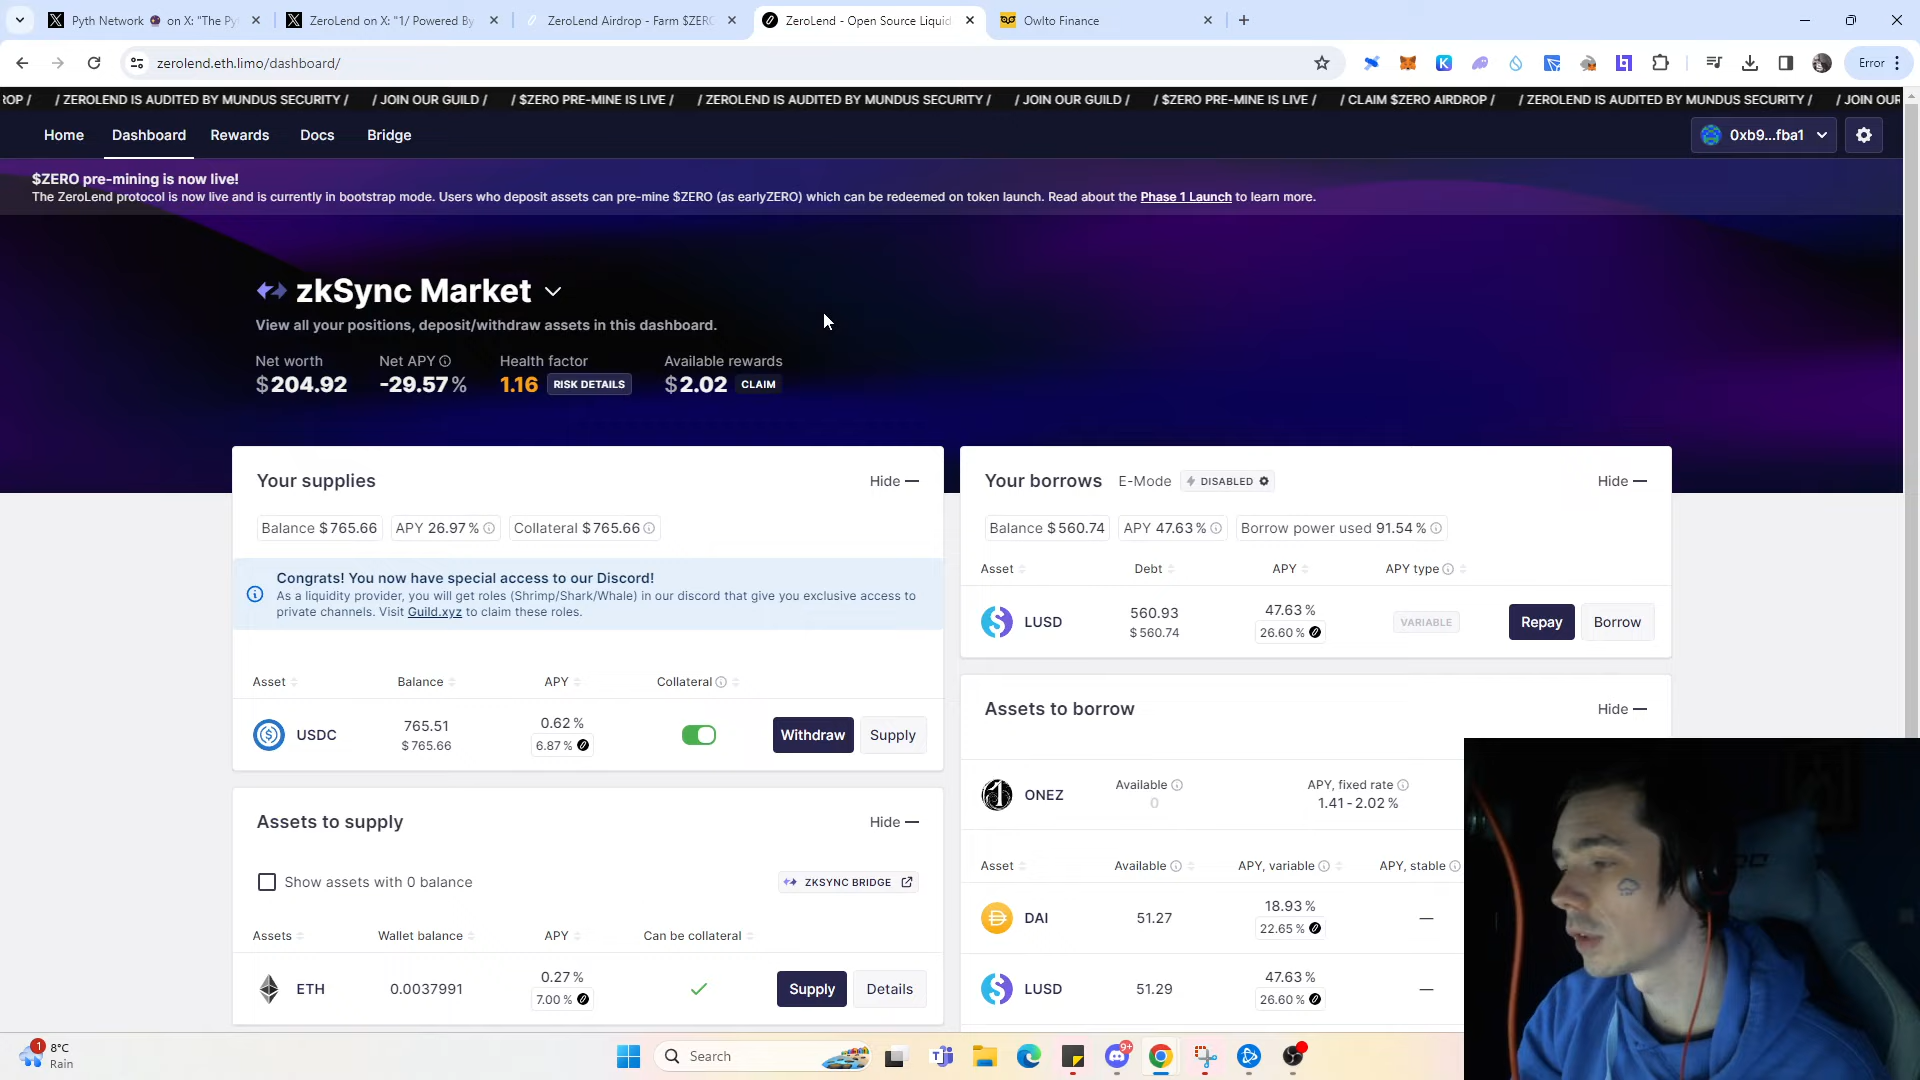 Pyth Network on X: "The Py
ZeroLend on X: "1/ Powered By
ZeroLend Airdrop - Farm $ZERO
ZeroLend - Open Source Liquid
Owlto Finance
zerolend.eth.limo/dashboard/
Error
ROP / / ZEROLEND IS AUDITED BY MUNDUS SECURITY / / JOIN OUR GUILD / / $ZERO PRE-MINE IS LIVE / / ZEROLEND IS AUDITED BY MUNDUS SECURITY / / JOIN OUR GUILD / / $ZERO PRE-MINE IS LIVE / / CLAIM $ZERO AIRDROP / / ZEROLEND IS AUDITED BY MUNDUS SECURITY / / JOIN OUR
Home Dashboard Rewards Docs Bridge 0xb9...fba1
$ZERO pre-mining is now live!
The ZeroLend protocol is now live and is currently in bootstrap mode. Users who deposit assets can pre-mine $ZERO (as earlyZERO) which can be redeemed on token launch. Read about the Phase 1 Launch to learn more.
zkSync Market
View all your positions, deposit/withdraw assets in this dashboard.
Net worth Net APY Health factor Available rewards
$204.92 -29.57% 1.16 RISK DETAILS $2.02 CLAIM
Your supplies Hide
Balance $765.66 APY 26.97% Collateral $765.66
Congrats! You now have special access to our Discord!
As a liquidity provider, you will get roles (Shrimp/Shark/Whale) in our discord that give you exclusive access to
private channels. Visit Guild.xyz to claim these roles.
Asset Balance APY Collateral
USDC 765.51 0.62% Withdraw Supply
$765.66 6.87%
Assets to supply Hide
Show assets with 0 balance ZKSYNC BRIDGE
Assets Wallet balance APY Can be collateral
ETH 0.0037991 0.27% Supply Details
7.00%
Your borrows E-Mode DISABLED Hide
Balance $560.74 APY 47.63% Borrow power used 91.54%
Asset Debt APY APY type
LUSD 560.93 47.63% VARIABLE Repay Borrow
$560.74 26.60%
Assets to borrow Hide
Available APY, fixed rate
ONEZ 0 1.41 - 2.02%
Asset Available APY, variable APY, stable
DAI 51.27 18.93% —
22.65%
LUSD 51.29 47.63% —
26.60%
1
8°C
Rain
Search
9+